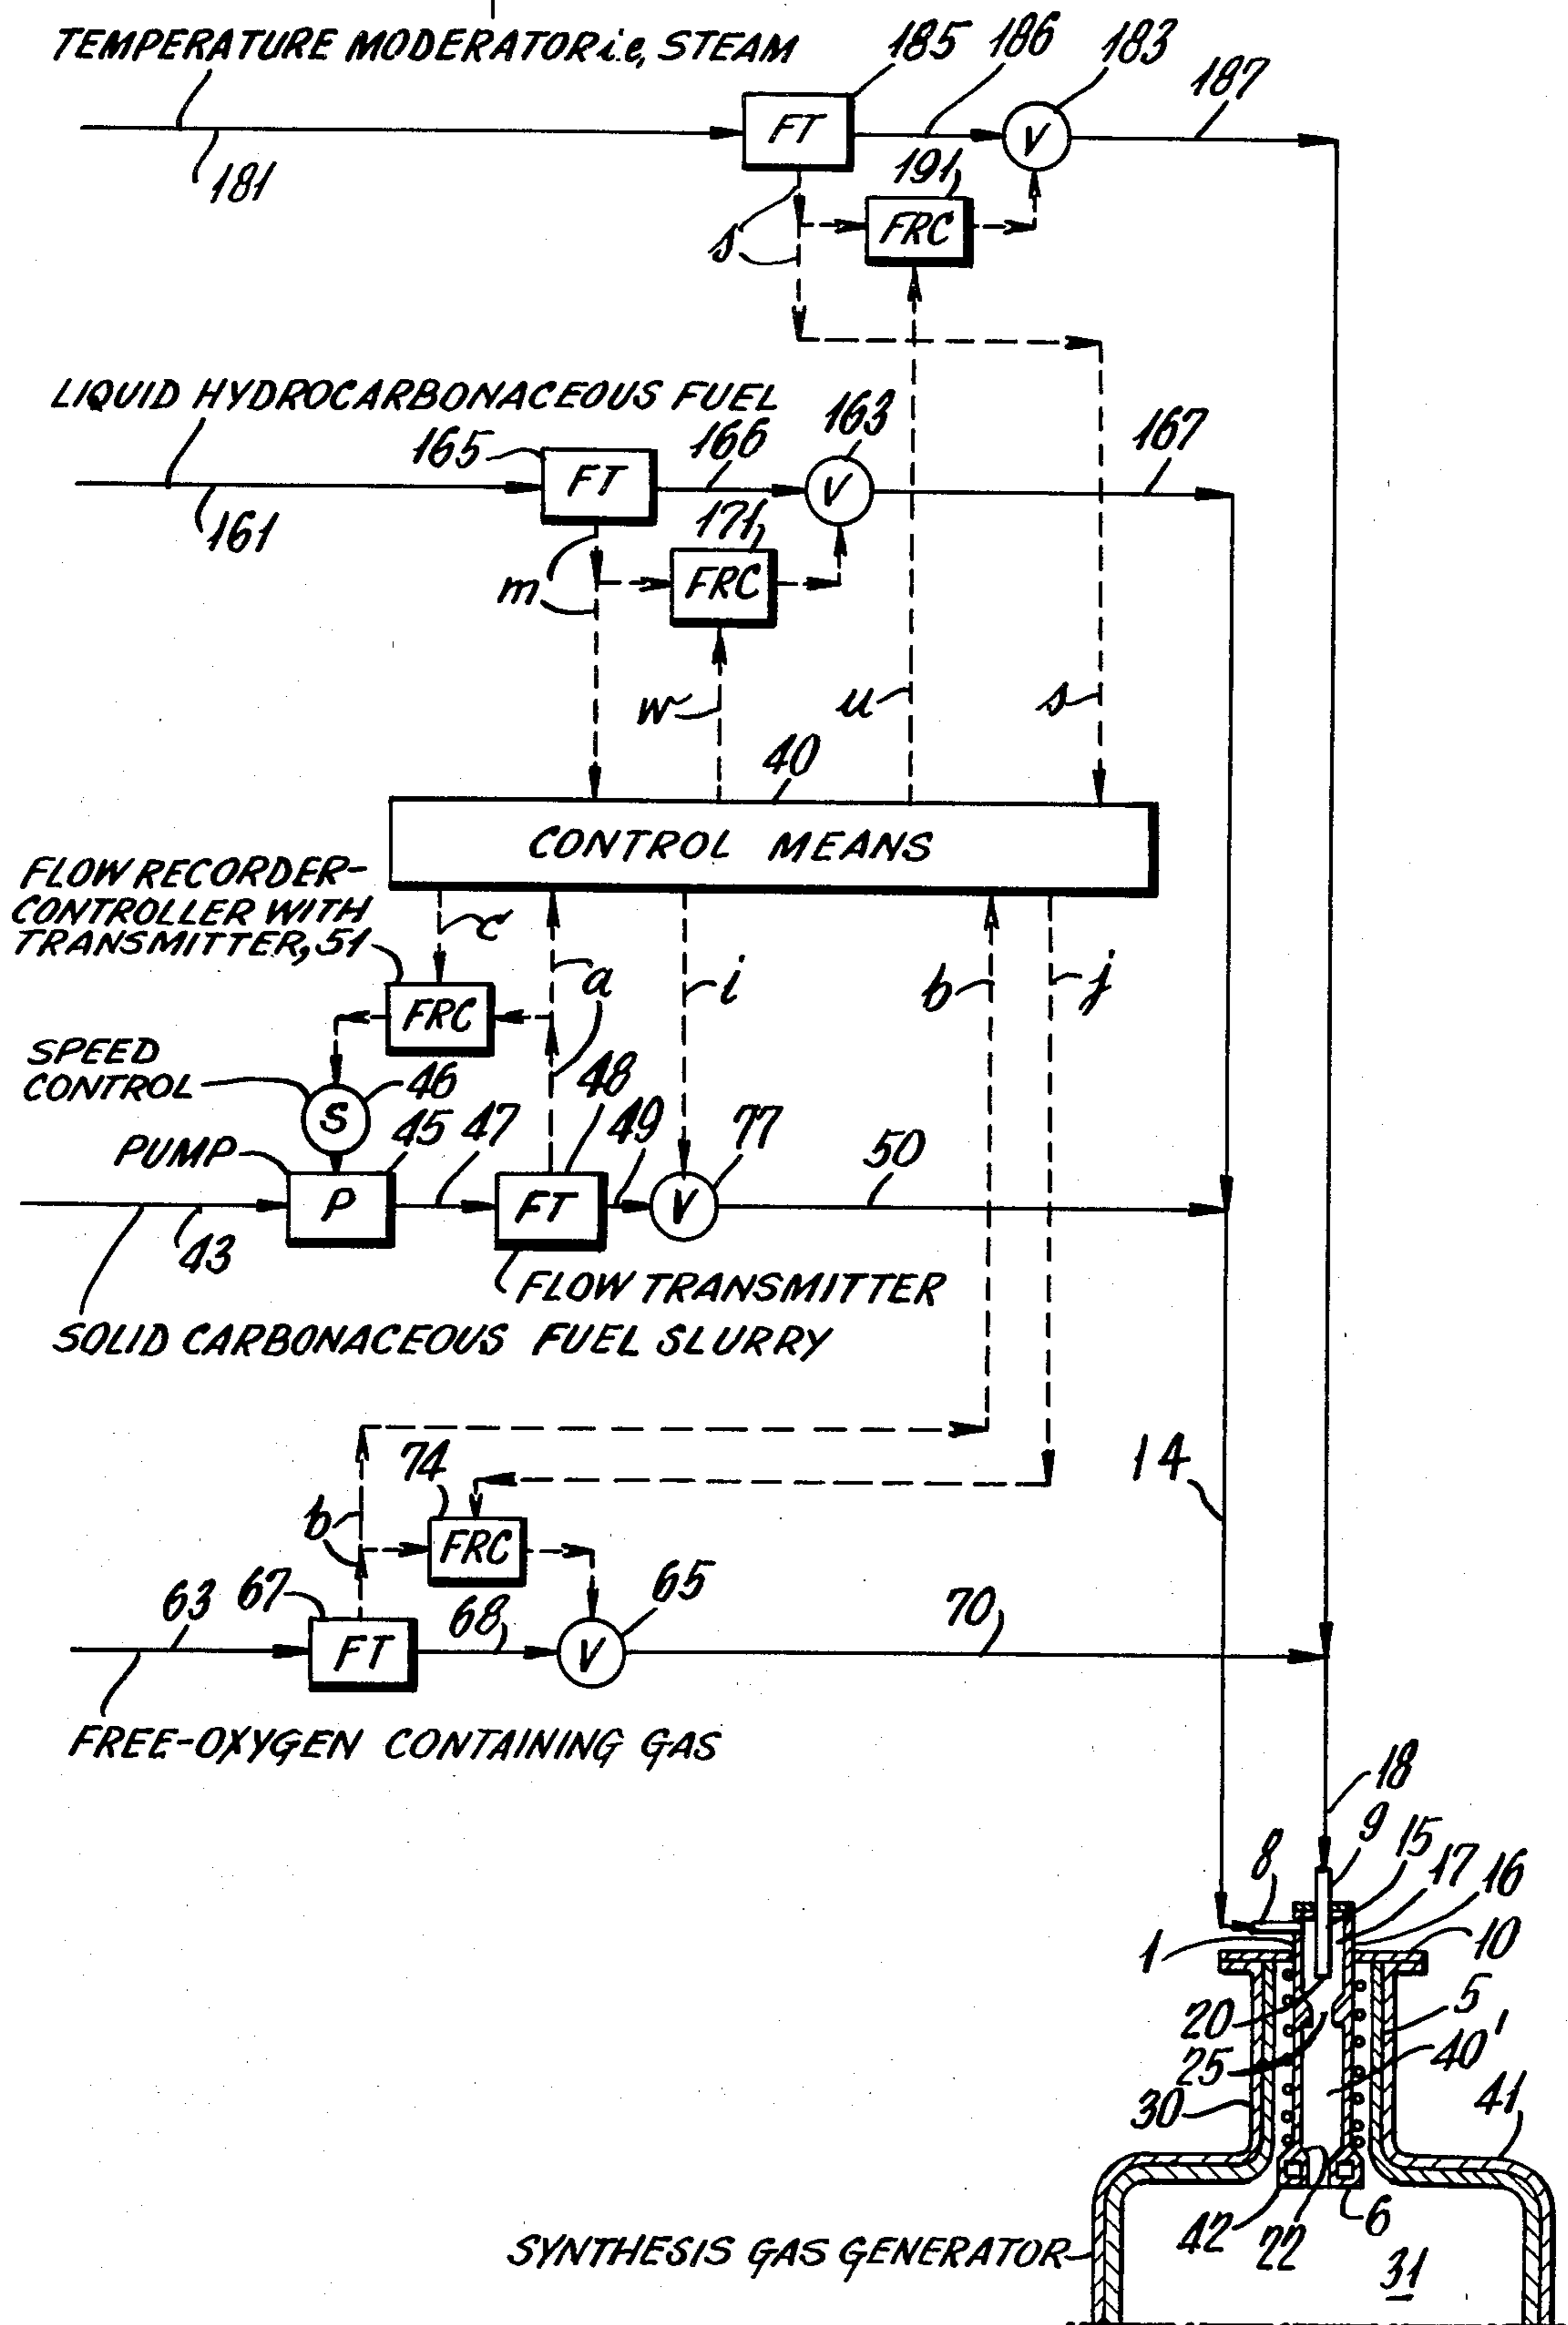 TEMPERATURE MODERATOR i.e, STEAM
185
186
183
187
FT
V
181
191
s
FRC
LIQUID HYDROCARBONACEOUS FUEL
163
167
165
166
FT
V
161
171
m
FRC
w
u
s
40
CONTROL MEANS
FLOW RECORDER-
CONTROLLER WITH
TRANSMITTER, 51
c
a
i
b
j
FRC
SPEED
CONTROL
46
48
S
45
47
49
77
50
PUMP
P
FT
V
43
FLOW TRANSMITTER
SOLID CARBONACEOUS FUEL SLURRY
74
14
b
FRC
63
67
68
65
70
FT
V
FREE-OXYGEN CONTAINING GAS
18
9
15
8
17
16
1
10
20
5
25
40'
30
41
42
22
6
SYNTHESIS GAS GENERATOR
31